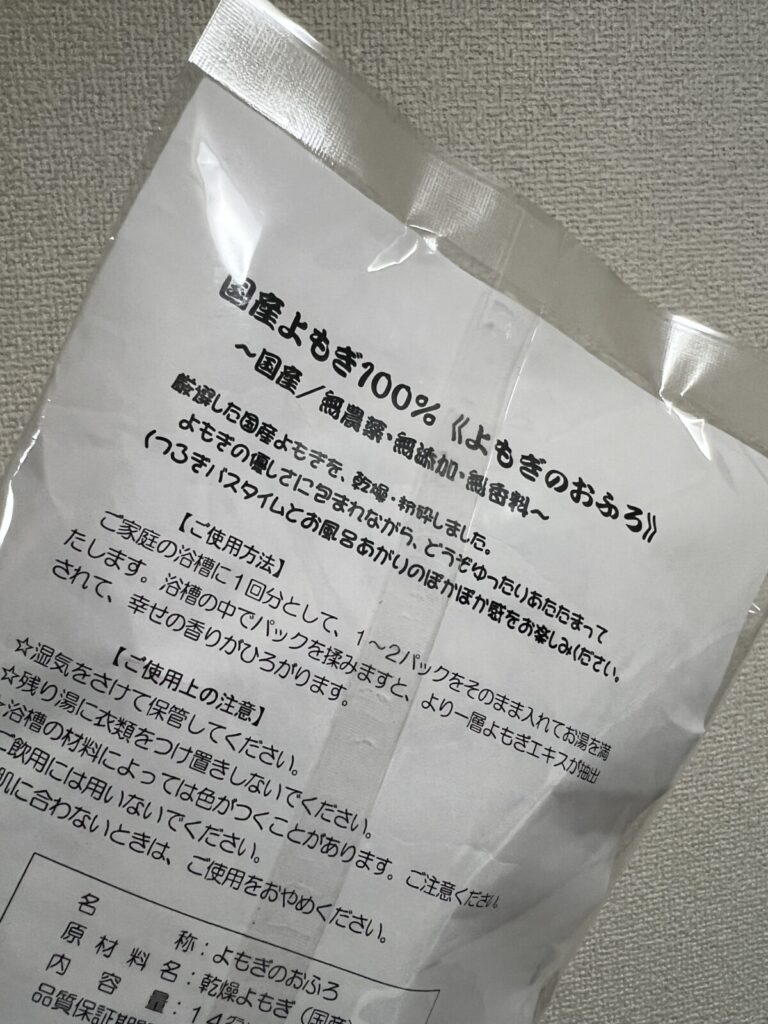 国産よもぎ100%《よもぎのおふろ》
~国産/無農薬・無添加・無香料~
厳選した国産よもぎを、乾燥・粉砕しました。
よもぎの優しさに包まれながら、どうぞゆったりあたたまって
くつろぎバスタイムとお風呂あがりのぽかぽか感をお楽しみください。
【ご使用方法】
ご家庭の浴槽に1回分として、1~2パックをそのまま入れてお湯を満
たします。浴槽の中でパックを揉みますと、より一層よもぎエキスが抽出
されて、幸せの香りがひろがります。
【ご使用上の注意】
☆湿気をさけて保管してください。
☆残り湯に衣類をつけ置きしないでください。
浴槽の材料によっては色がつくことがあります。ご注意ください。
ご飲用には用いないでください。
肌に合わないときは、ご使用をおやめください。
名称:よもぎのおふろ
原材料名:乾燥よもぎ(国産)
内容量:14
品質保証期間